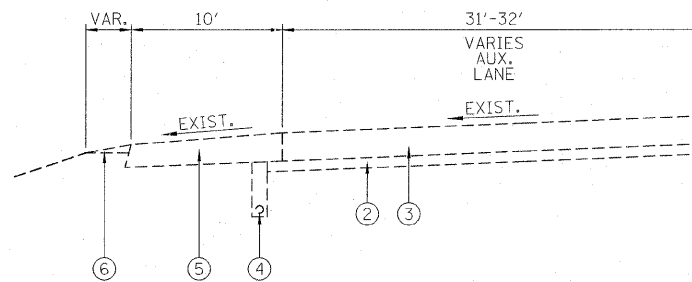 VAR.
10'
31'-32'
VARIES
AUX.
LANE
EXIST.
EXIST.
2
3
6
5
4